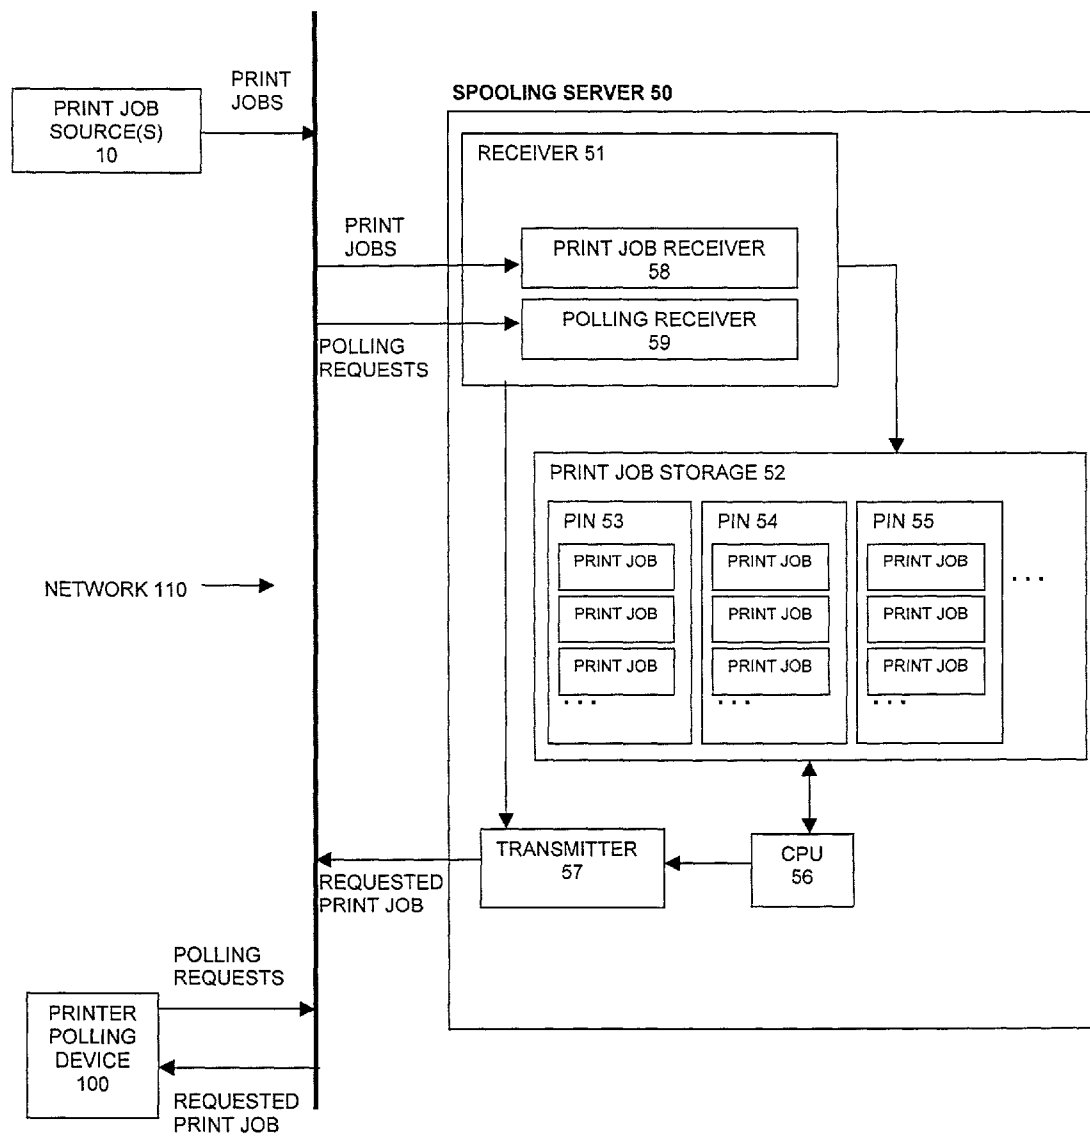 PRINT
JOBS
PRINT JOB
SOURCE(S)
10
SPOOLING SERVER 50
RECEIVER 51
PRINT
JOBS
PRINT JOB RECEIVER
58
POLLING RECEIVER
59
POLLING
REQUESTS
PRINT JOB STORAGE 52
PIN 53
PRINT JOB
PRINT JOB
PRINT JOB
...
PIN 54
PRINT JOB
PRINT JOB
PRINT JOB
...
PIN 55
PRINT JOB
PRINT JOB
PRINT JOB
...
...
NETWORK 110
TRANSMITTER
57
CPU
56
REQUESTED
PRINT JOB
POLLING
REQUESTS
PRINTER
POLLING
DEVICE
100
REQUESTED
PRINT JOB